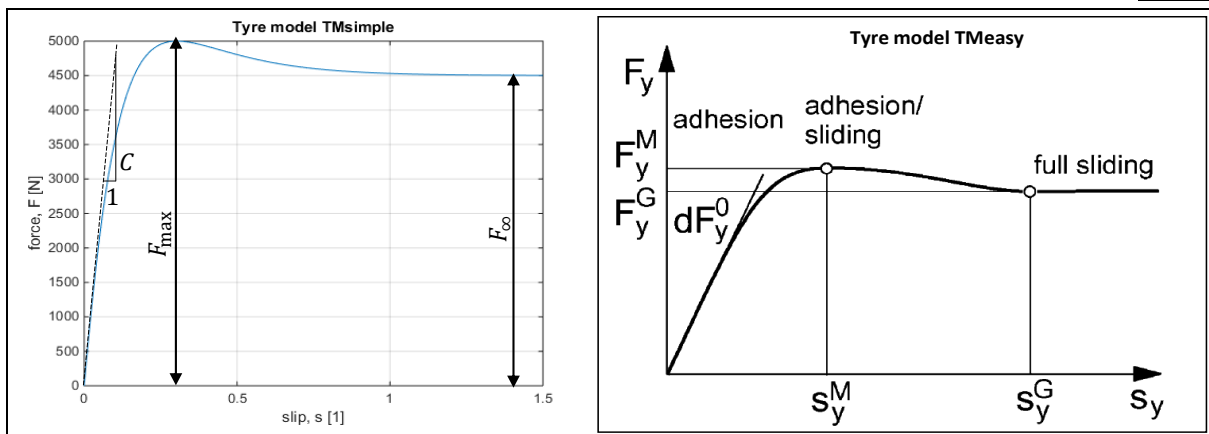 Tyre model TMsimple
5000
4500
4000
3500
3000
2500
2000
1500
1000
500
0
force, F [N]
C
1
F_max
F_∞
0
0.5
1
1.5
slip, s [1]
Tyre model TMeasy
F_y
adhesion
adhesion/
sliding
F_y^M
full sliding
F_y^G
dF_y^0
s_y^M
s_y^G
s_y